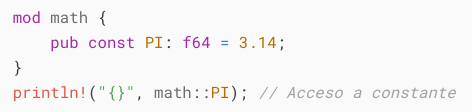 mod math {
    pub const PI: f64 = 3.14;
}
println!("{}", math::PI); // Acceso a constante